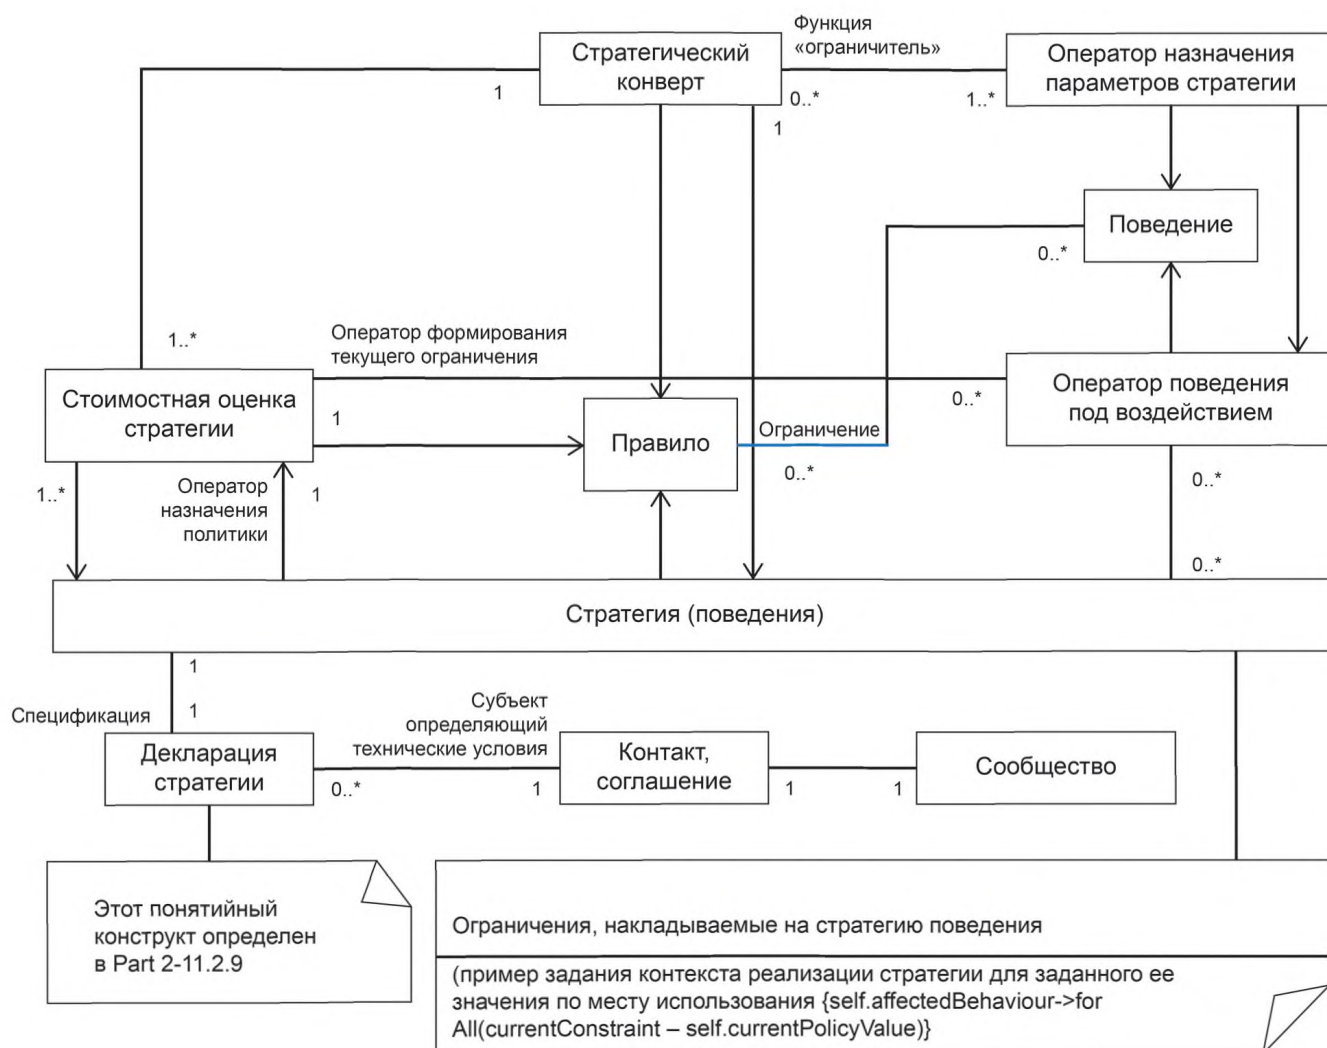 Функция
«ограничитель»
Стратегический
конверт
Оператор назначения
параметров стратегии
1
0..*
1..*
1
Поведение
0..*
1..*
Оператор формирования
текущего ограничения
Стоимостная оценка
стратегии
1
Правило
Ограничение
0..*
0..*
Оператор поведения
под воздействием
1..*
Оператор
назначения
политики
1
0..*
0..*
Стратегия (поведения)
1
Спецификация
1
Субъект
определяющий
технические условия
Декларация
стратегии
0..*
1
Контакт,
соглашение
1
1
Сообщество
Этот понятийный
конструкт определен
в Part 2-11.2.9
Ограничения, накладываемые на стратегию поведения
(пример задания контекста реализации стратегии для заданного ее
значения по месту использования {self.affectedBehaviour->for
All(currentConstraint – self.currentPolicyValue)}